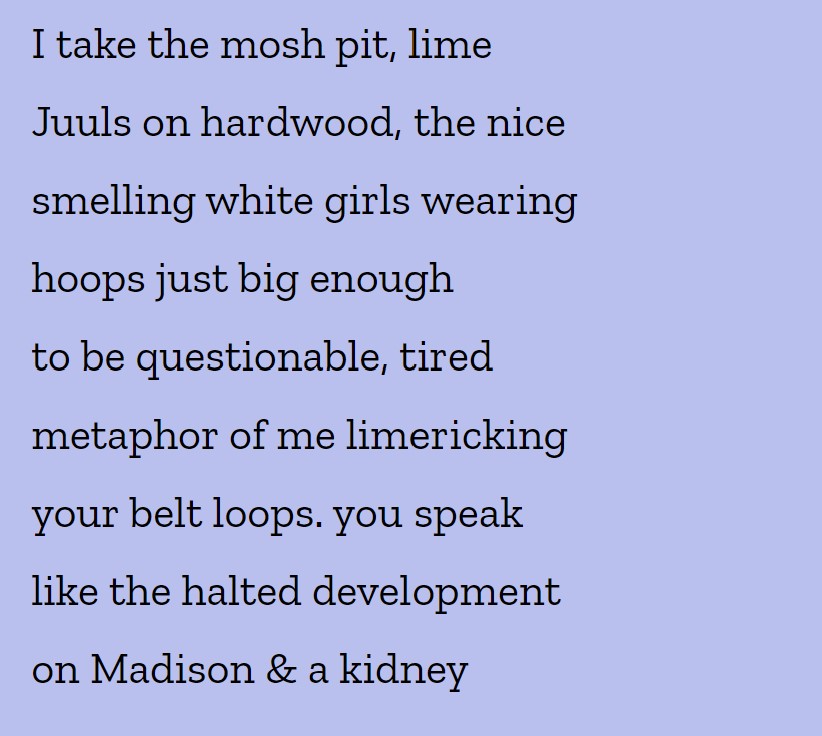 I take the mosh pit, lime
Juuls on hardwood, the nice
smelling white girls wearing
hoops just big enough
to be questionable, tired
metaphor of me limericking
your belt loops. you speak
like the halted development
on Madison & a kidney